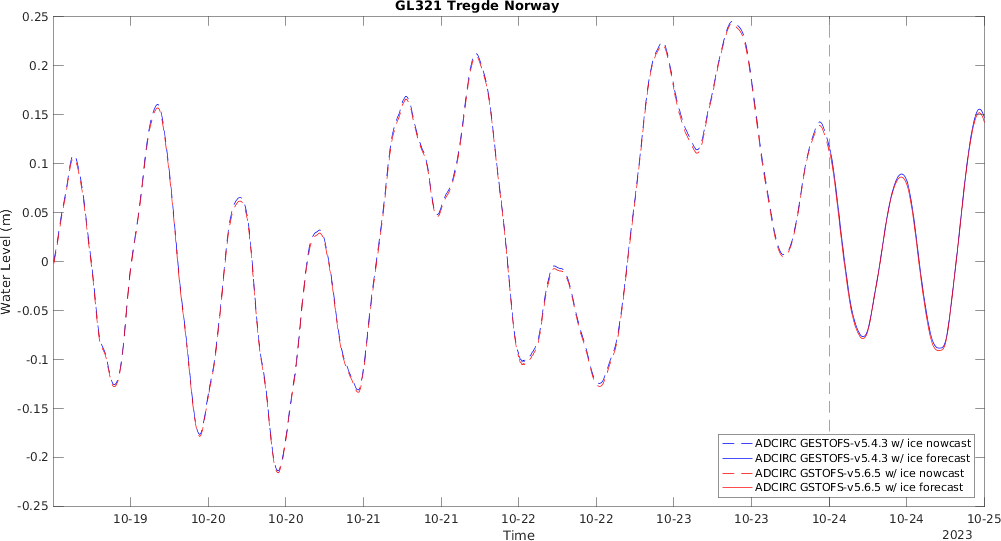 GL321 Tregde Norway
0.25
0.2
0.15
0.1
0.05
0
-0.05
-0.1
-0.15
-0.2
-0.25
Water Level (m)
ADCIRC GESTOFS-v5.4.3 w/ ice nowcast
ADCIRC GESTOFS-v5.4.3 w/ ice forecast
ADCIRC GSTOFS-v5.6.5 w/ ice nowcast
ADCIRC GSTOFS-v5.6.5 w/ ice forecast
10-19 10-20 10-20 10-21 10-21 10-22 10-22 10-23 10-23 10-24 10-24 10-25
Time
2023